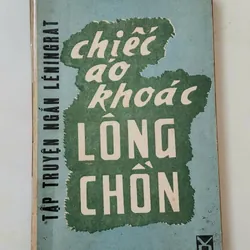 TẬP TRUYỆN NGẮN LÊNINGRAT
chiếc
áo
khoác
LÔNG
CHỒN